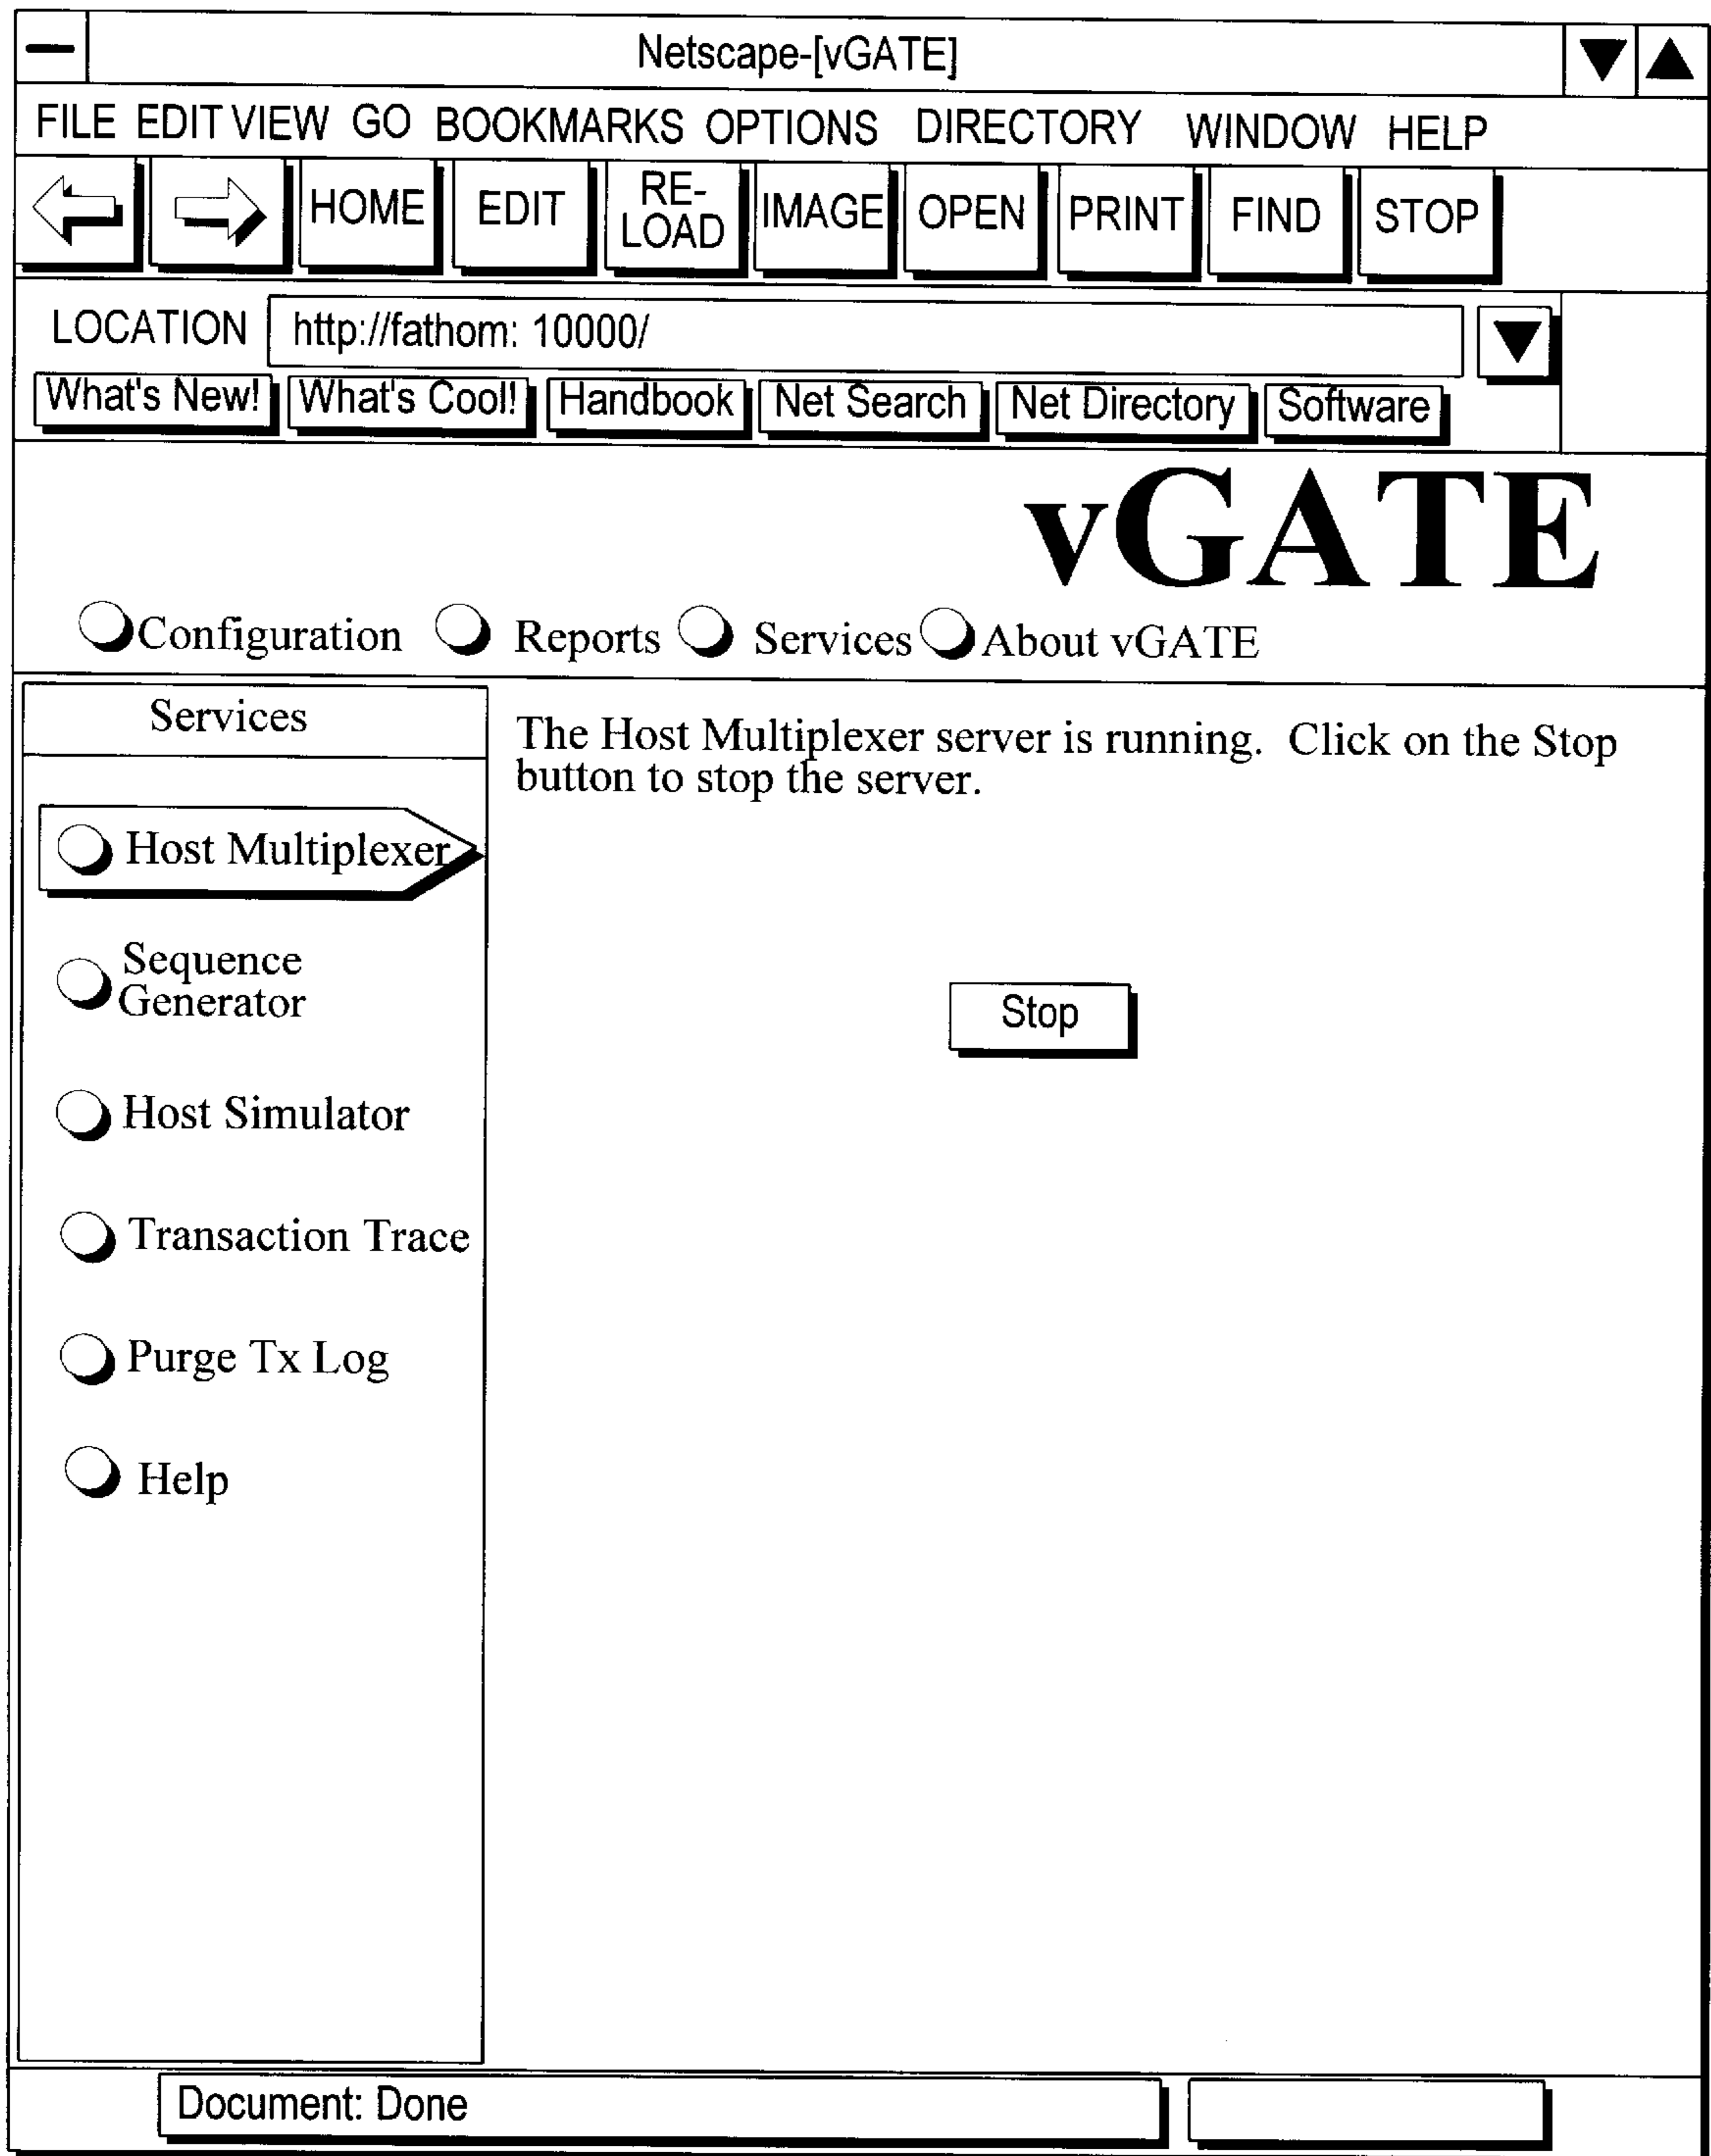 Netscape-[vGATE]
FILE EDIT VIEW GO BOOKMARKS OPTIONS DIRECTORY WINDOW HELP
HOME EDIT RE-LOAD IMAGE OPEN PRINT FIND STOP
LOCATION http://fathom: 10000/
What's New! What's Cool! Handbook Net Search Net Directory Software
vGATE
Configuration Reports Services About vGATE
Services
The Host Multiplexer server is running. Click on the Stop
button to stop the server.
Host Multiplexer
Sequence
Generator
Stop
Host Simulator
Transaction Trace
Purge Tx Log
Help
Document: Done